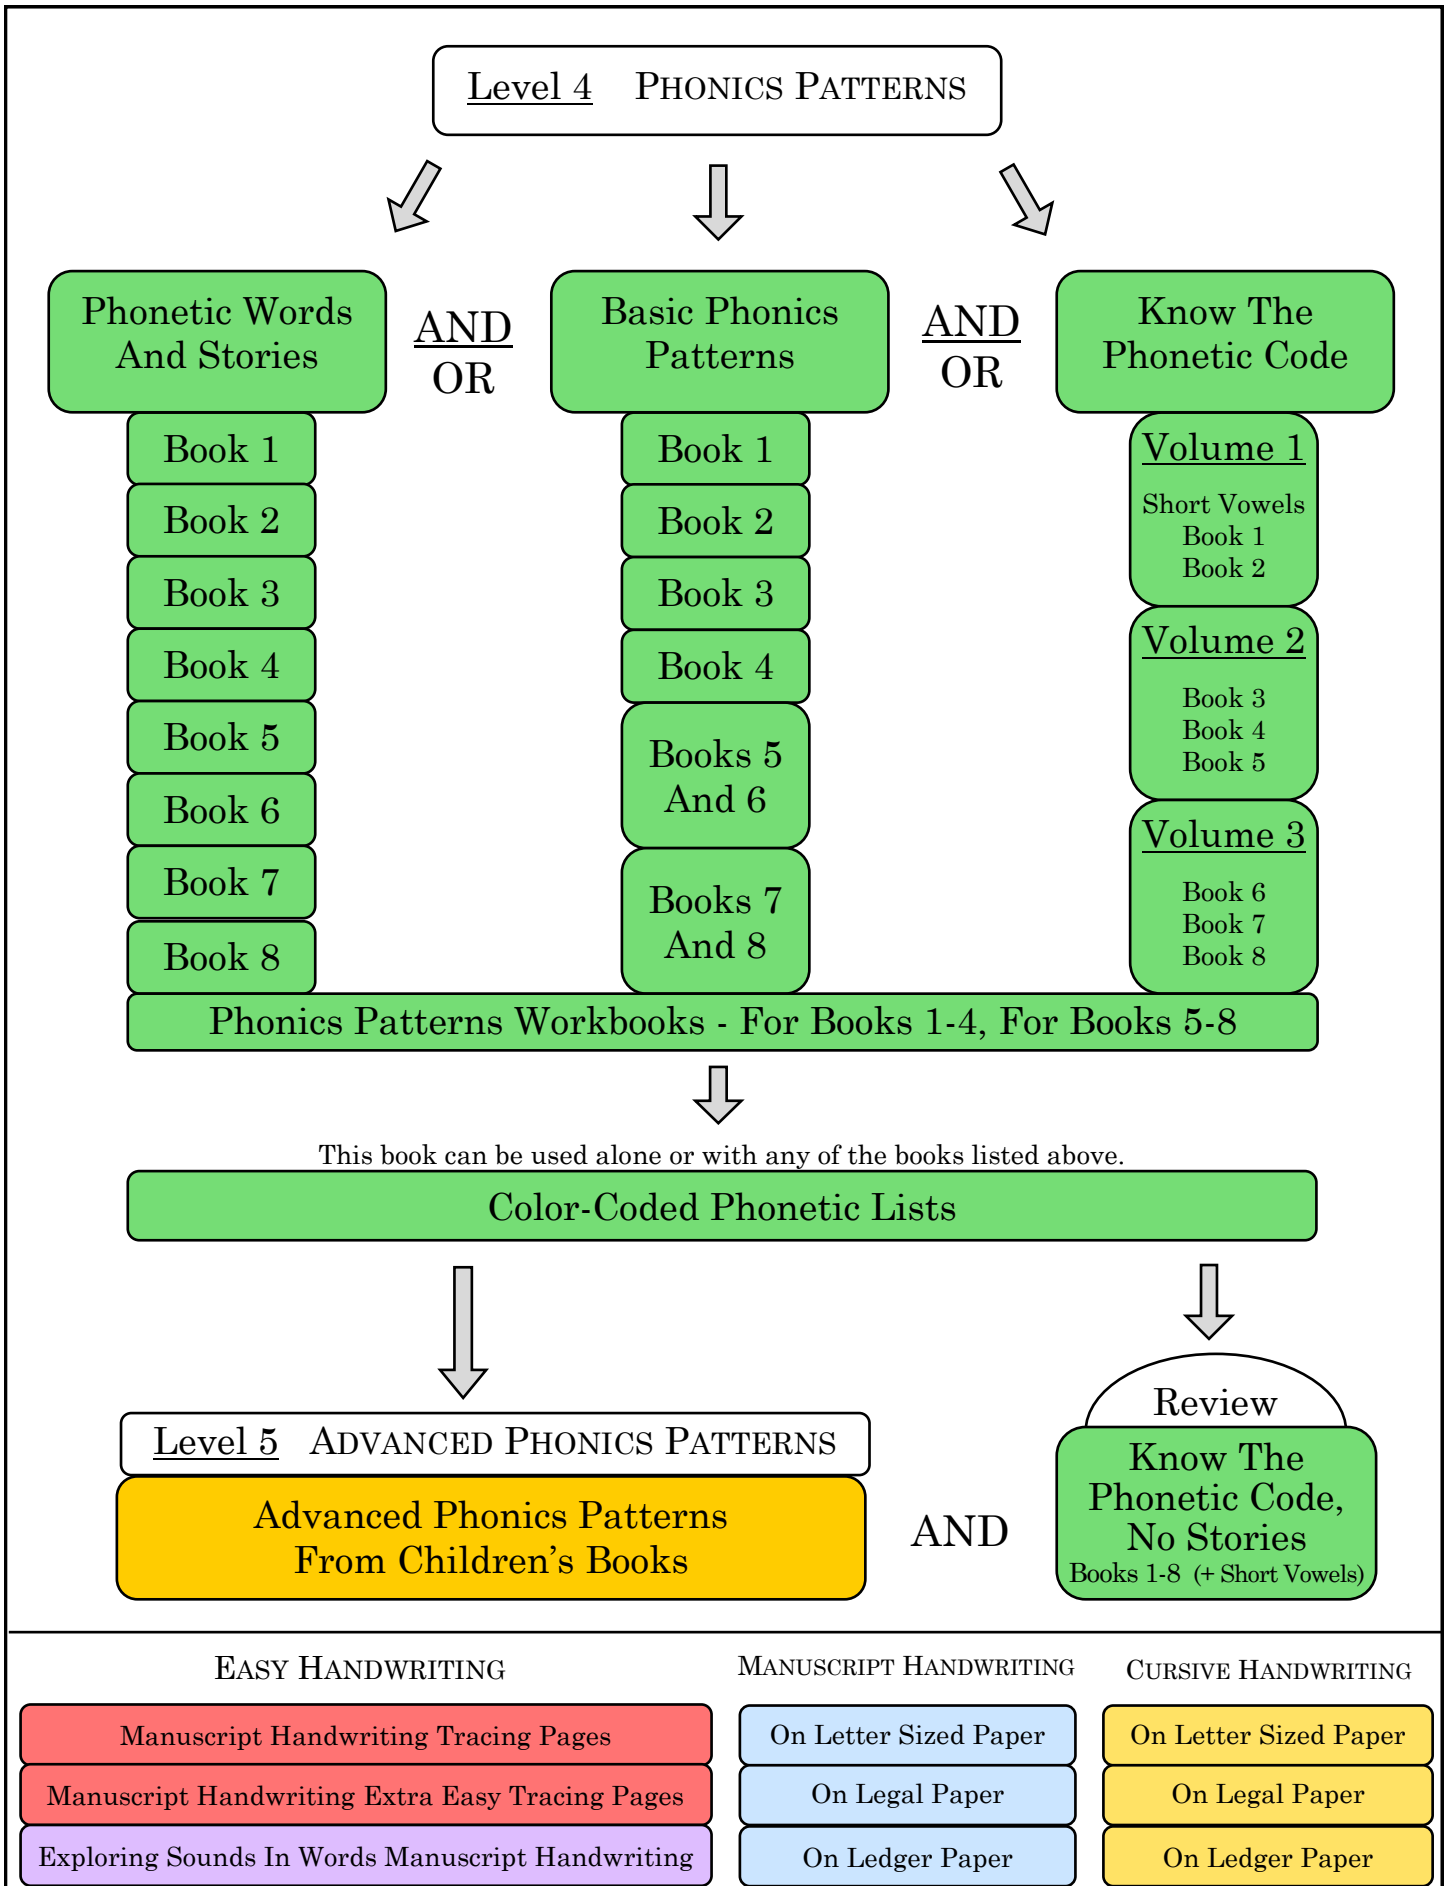 Level 4 PHONICS PATTERNS
Phonetic Words
And Stories
AND
OR
Basic Phonics
Patterns
AND
OR
Know The
Phonetic Code
Book 1
Book 2
Book 3
Book 4
Book 5
Book 6
Book 7
Book 8
Book 1
Book 2
Book 3
Book 4
Books 5
And 6
Books 7
And 8
Volume 1
Short Vowels
Book 1
Book 2
Volume 2
Book 3
Book 4
Book 5
Volume 3
Book 6
Book 7
Book 8
Phonics Patterns Workbooks - For Books 1-4, For Books 5-8
This book can be used alone or with any of the books listed above.
Color-Coded Phonetic Lists
Level 5 ADVANCED PHONICS PATTERNS
Advanced Phonics Patterns
From Children’s Books
AND
Review
Know The
Phonetic Code,
No Stories
Books 1-8 (+ Short Vowels)
EASY HANDWRITING
Manuscript Handwriting Tracing Pages
Manuscript Handwriting Extra Easy Tracing Pages
Exploring Sounds In Words Manuscript Handwriting
MANUSCRIPT HANDWRITING
On Letter Sized Paper
On Legal Paper
On Ledger Paper
CURSIVE HANDWRITING
On Letter Sized Paper
On Legal Paper
On Ledger Paper